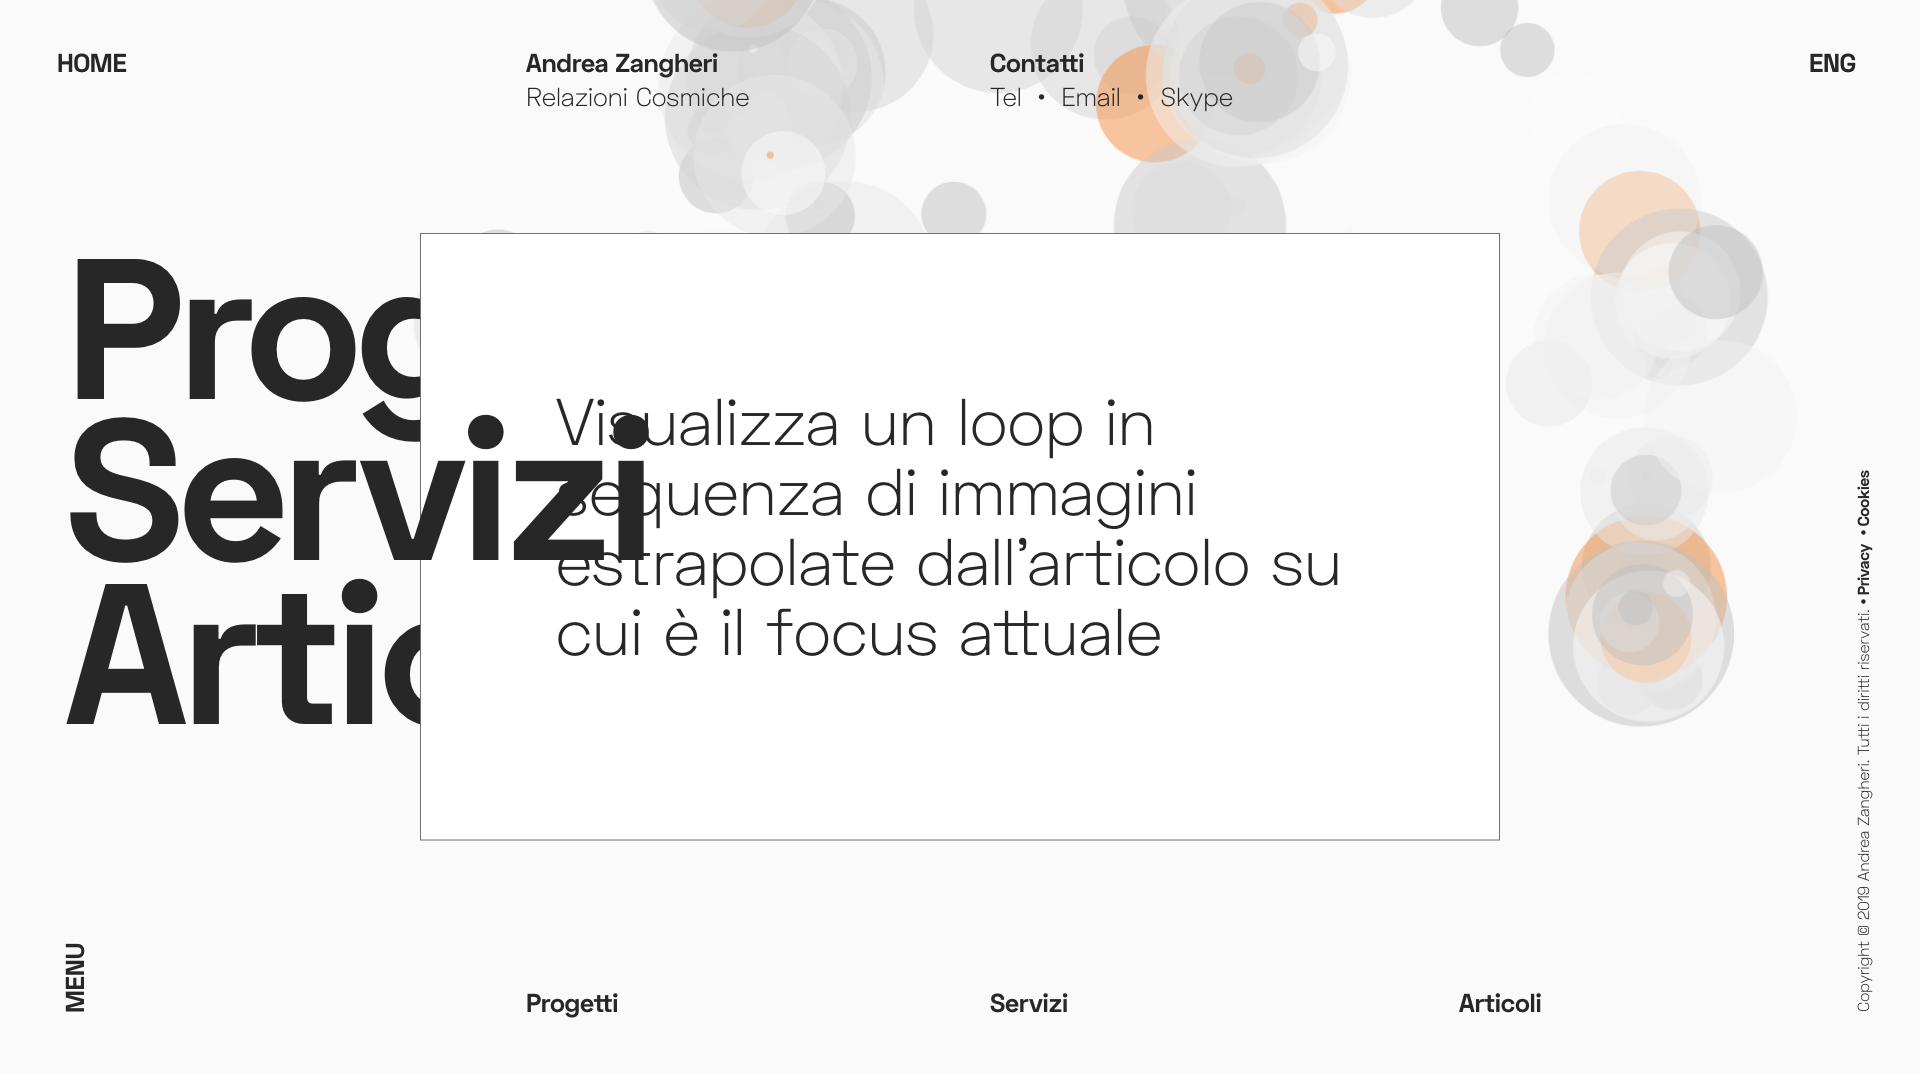 HOME
Andrea Zangheri
Relazioni Cosmiche
Contatti
Tel • Email • Skype
ENG
Prog
Servizi
Artic
Visualizza un loop in
sequenza di immagini
estrapolate dall’articolo su
cui è il focus attuale
Copyright © 2019 Andrea Zangheri. Tutti i diritti riservati. • Privacy • Cookies
MENU
Progetti
Servizi
Articoli